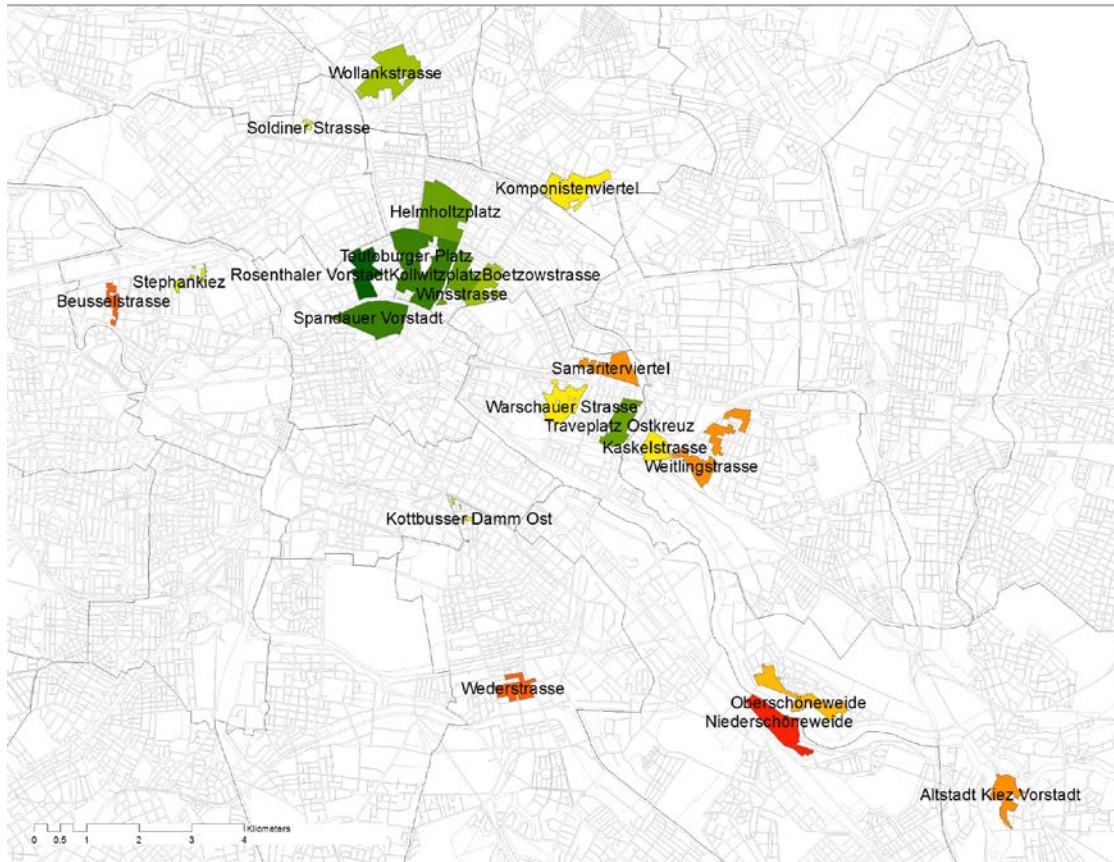 Wollankstrasse
Soldiner Strasse
Komponistenviertel
Helmholtzplatz
Teutoburger Platz
Stephankiez
Rosenthaler Vorstadt
Kollwitzplatz
Boetzowstrasse
Beusselstrasse
Winsstrasse
Spandauer Vorstadt
Samariterviertel
Warschauer Strasse
Traveplatz Ostkreuz
Kaskelstrasse
Weitlingstrasse
Kottbusser Damm Ost
Wederstrasse
Oberschöneweide
Niederschöneweide
Altstadt Kiez Vorstadt
Kilometers
0 0.5 1 2 3 4